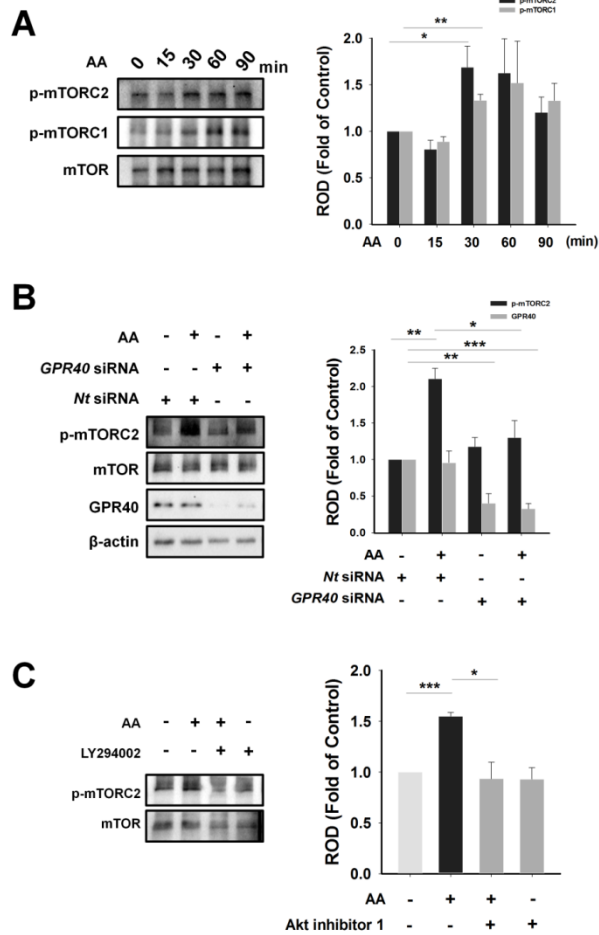 A
AA 0 15 30 60 90 min
p-mTORC2
p-mTORC1
mTOR
p-mTORC2
p-mTORC1
**
*
ROD (Fold of Control)
2.0
1.5
1.0
0.5
0.0
AA 0 15 30 60 90 (min)
B
AA - + - +
GPR40 siRNA - - + +
Nt siRNA + + - -
p-mTORC2
mTOR
GPR40
β-actin
p-mTORC2
GPR40
** *
***
**
ROD (Fold of Control)
2.5
2.0
1.5
1.0
0.5
0.0
AA - + - +
Nt siRNA + + - -
GPR40 siRNA - - + +
C
AA - + + -
LY294002 - - + +
p-mTORC2
mTOR
*** *
ROD (Fold of Control)
2.0
1.5
1.0
0.5
0.0
AA - + + -
Akt inhibitor 1 - - + +